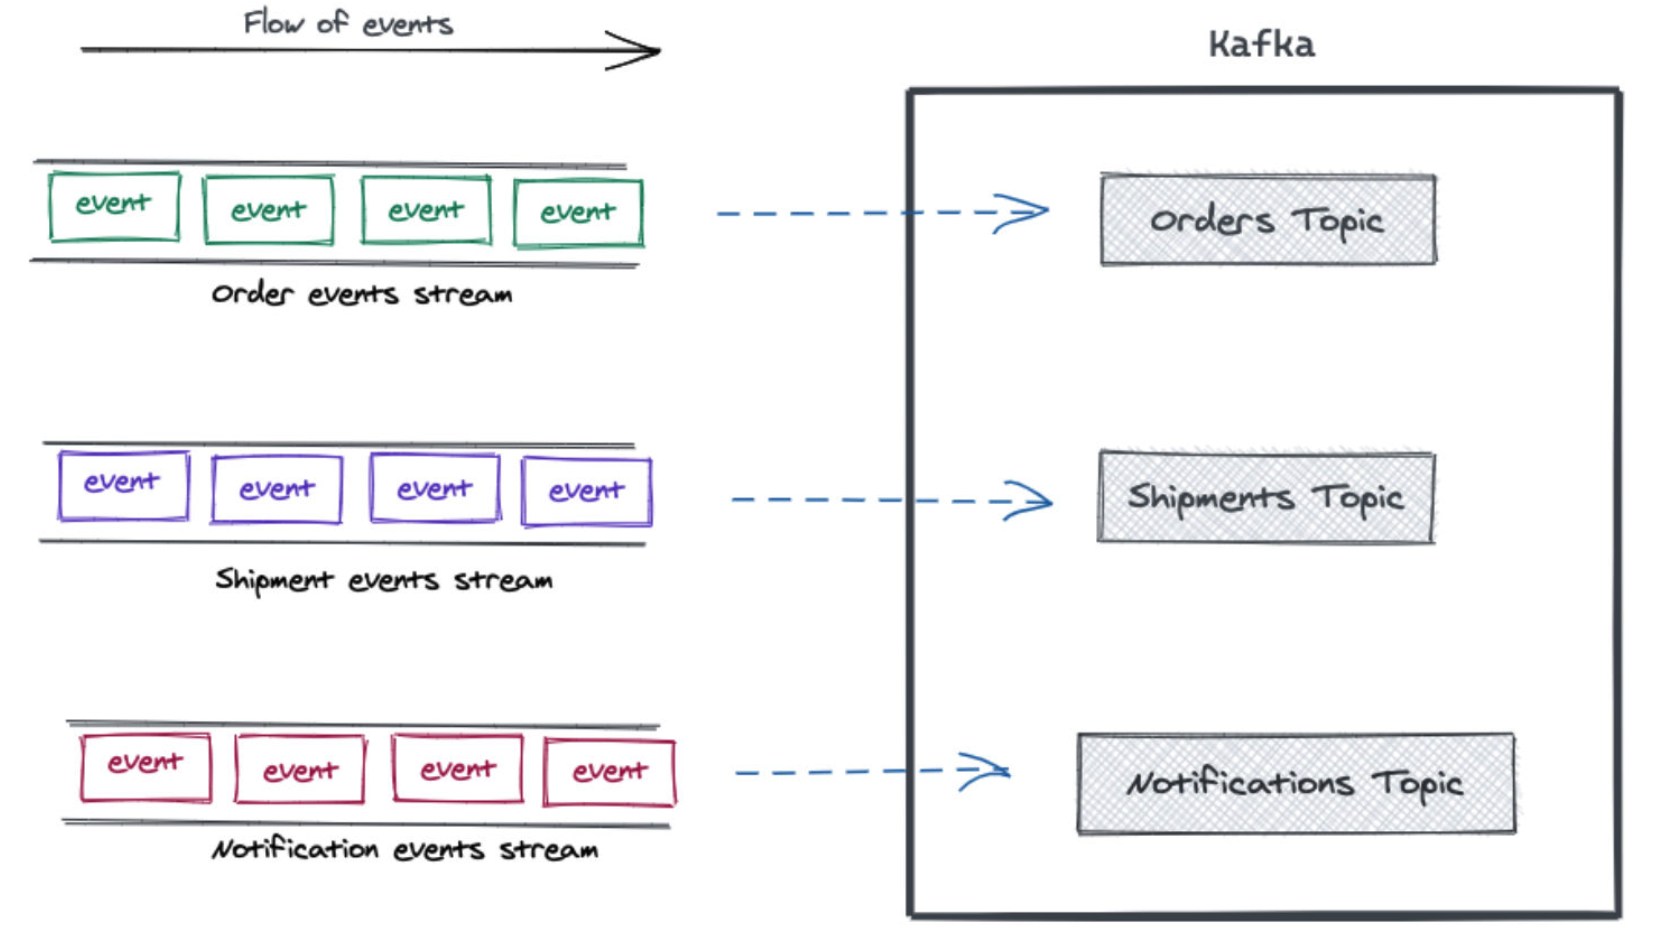 Flow of events
Kafka
event event event event
Orders Topic
Order events stream
event event event event
Shipments Topic
Shipment events stream
event event event event
Notifications Topic
Notification events stream